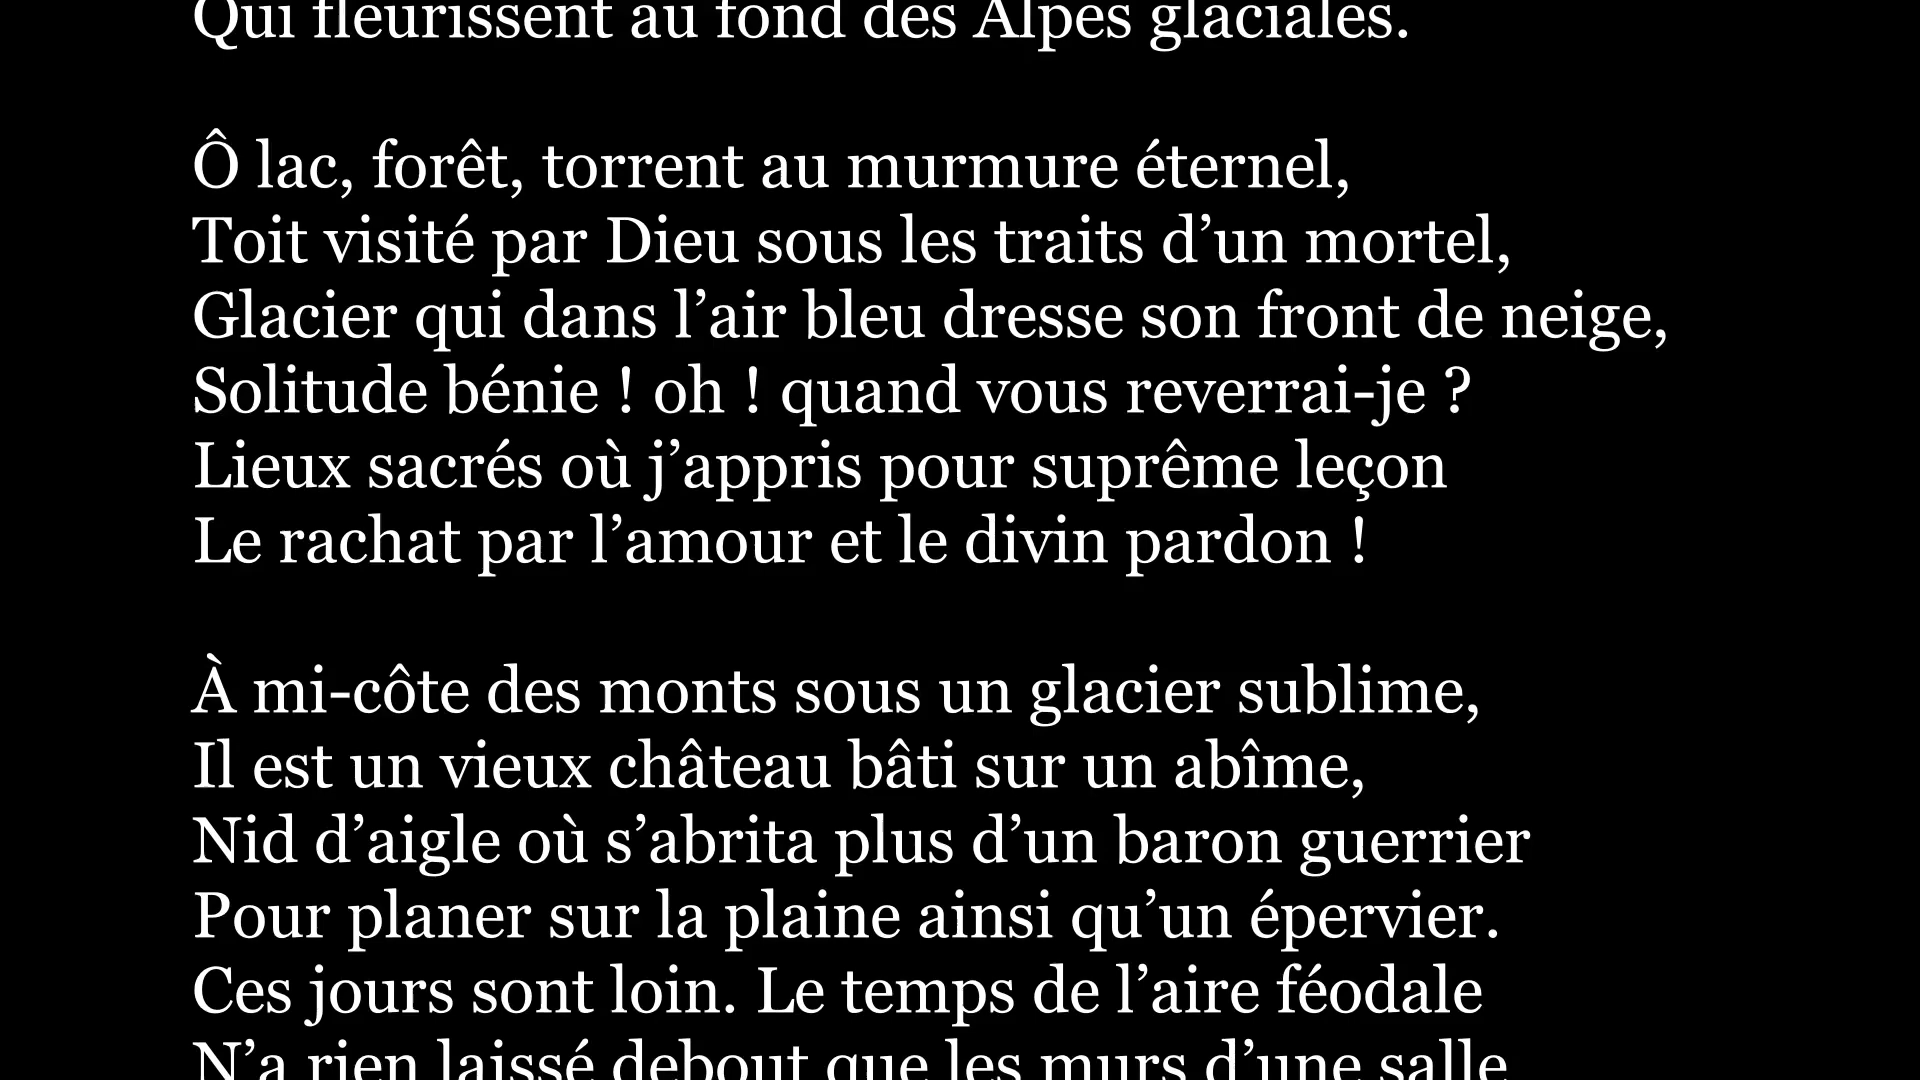 Qui fleurissent au fond des Alpes glaciales.
Ô lac, forêt, torrent au murmure éternel,
Toit visité par Dieu sous les traits d’un mortel,
Glacier qui dans l’air bleu dresse son front de neige,
Solitude bénie ! oh ! quand vous reverrai-je ?
Lieux sacrés où j’appris pour suprême leçon
Le rachat par l’amour et le divin pardon !
À mi-côte des monts sous un glacier sublime,
Il est un vieux château bâti sur un abîme,
Nid d’aigle où s’abrita plus d’un baron guerrier
Pour planer sur la plaine ainsi qu’un épervier.
Ces jours sont loin. Le temps de l’aire féodale
N’a rien laissé debout que les murs d’une salle